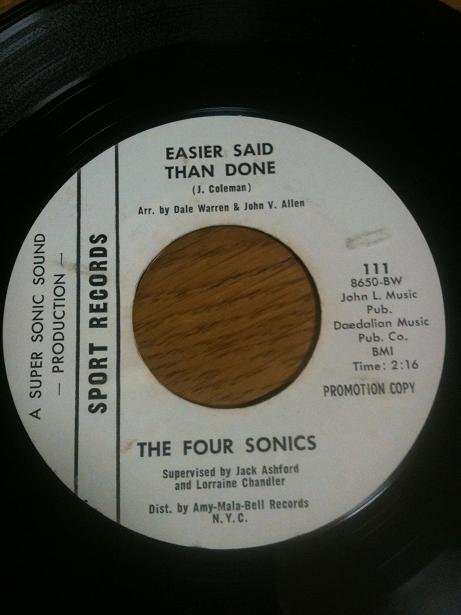 EASIER SAID
THAN DONE
(J. Coleman)
Arr. by Dale Warren & John V. Allen
A SUPER SONIC SOUND
— PRODUCTION —
SPORT RECORDS
111
8650-BW
John L. Music
Pub.
Daedalian Music
Pub. Co.
BMI
Time: 2:16
PROMOTION COPY
THE FOUR SONICS
Supervised by Jack Ashford
and Lorraine Chandler
Dist. by Amy-Mala-Bell Records
N.Y.C.